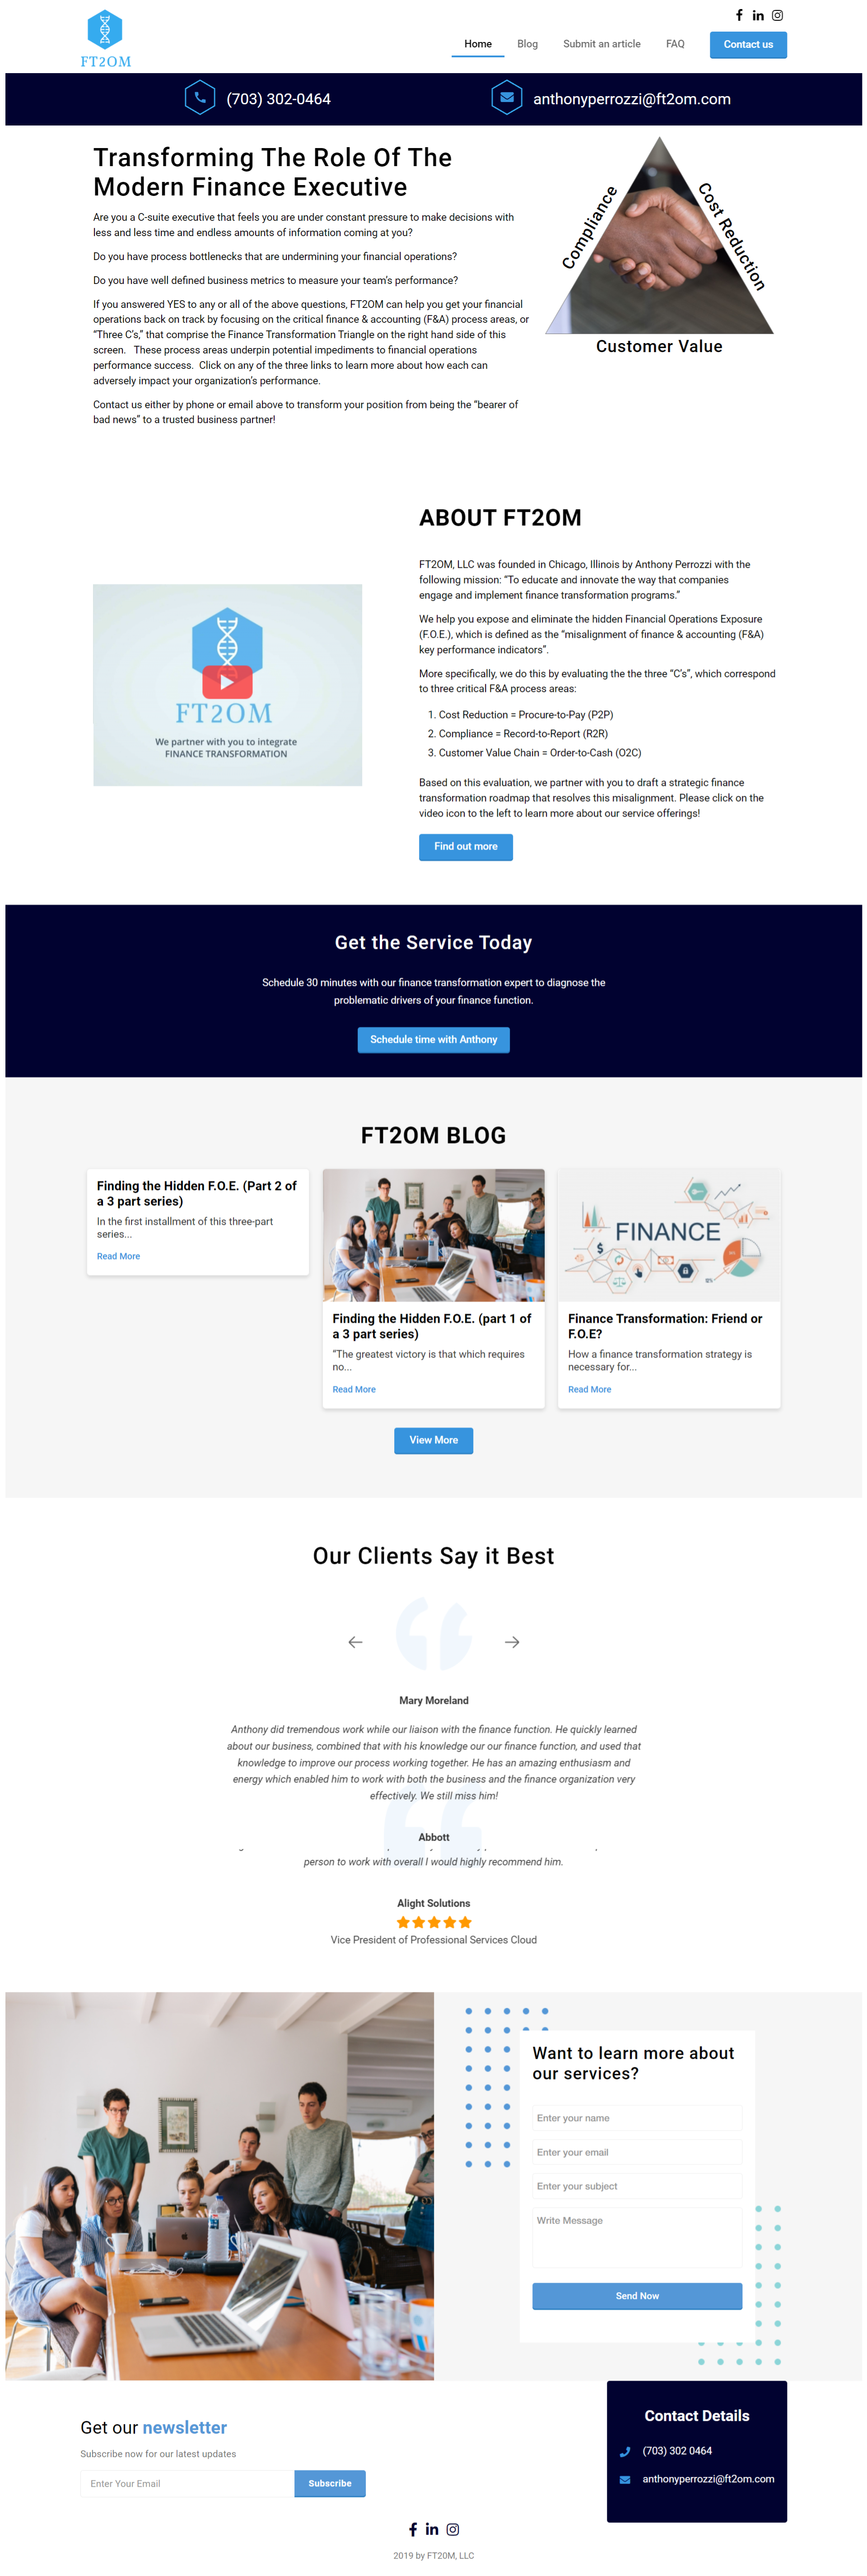 FT2OM
Home
Blog
Submit an article
FAQ
Contact us
(703) 302-0464
anthonyperrozzi@ft2om.com
Transforming The Role Of The
Modern Finance Executive
Are you a C-suite executive that feels you are under constant pressure to make decisions with
less and less time and endless amounts of information coming at you?
Do you have process bottlenecks that are undermining your financial operations?
Do you have well defined business metrics to measure your team's performance?
If you answered YES to any or all of the above questions, FT2OM can help you get your financial
operations back on track by focusing on the critical finance & accounting (F&A) process areas, or
"Three C's," that comprise the Finance Transformation Triangle on the right hand side of this
screen. These process areas underpin potential impediments to financial operations
performance success. Click on any of the three links to learn more about how each can
adversely impact your organization's performance.
Contact us either by phone or email above to transform your position from being the "bearer of
bad news" to a trusted business partner!
Compliance
Cost Reduction
Customer Value
ABOUT FT2OM
FT2OM, LLC was founded in Chicago, Illinois by Anthony Perrozzi with the
following mission: "To educate and innovate the way that companies
engage and implement finance transformation programs."
We help you expose and eliminate the hidden Financial Operations Exposure
(F.O.E.), which is defined as the "misalignment of finance & accounting (F&A)
key performance indicators".
More specifically, we do this by evaluating the the three "C's", which correspond
to three critical F&A process areas:
1. Cost Reduction = Procure-to-Pay (P2P)
2. Compliance = Record-to-Report (R2R)
3. Customer Value Chain = Order-to-Cash (O2C)
Based on this evaluation, we partner with you to draft a strategic finance
transformation roadmap that resolves this misalignment. Please click on the
video icon to the left to learn more about our service offerings!
Find out more
FT2OM
We partner with you to integrate
FINANCE TRANSFORMATION
Get the Service Today
Schedule 30 minutes with our finance transformation expert to diagnose the
problematic drivers of your finance function.
Schedule time with Anthony
FT2OM BLOG
Finding the Hidden F.O.E. (Part 2 of
a 3 part series)
In the first installment of this three-part
series...
Read More
Finding the Hidden F.O.E. (part 1 of
a 3 part series)
"The greatest victory is that which requires
no...
Read More
FINANCE
Finance Transformation: Friend or
F.O.E?
How a finance transformation strategy is
necessary for...
Read More
View More
Our Clients Say it Best
Mary Moreland
Anthony did tremendous work while our liaison with the finance function. He quickly learned
about our business, combined that with his knowledge our our finance function, and used that
knowledge to improve our process working together. He has an amazing enthusiasm and
energy which enabled him to work with both the business and the finance organization very
effectively. We still miss him!
Abbott
person to work with overall I would highly recommend him.
Alight Solutions
Vice President of Professional Services Cloud
Want to learn more about
our services?
Enter your name
Enter your email
Enter your subject
Write Message
Send Now
Get our newsletter
Subscribe now for our latest updates
Enter Your Email
Subscribe
Contact Details
(703) 302 0464
anthonyperrozzi@ft2om.com
2019 by FT20M, LLC